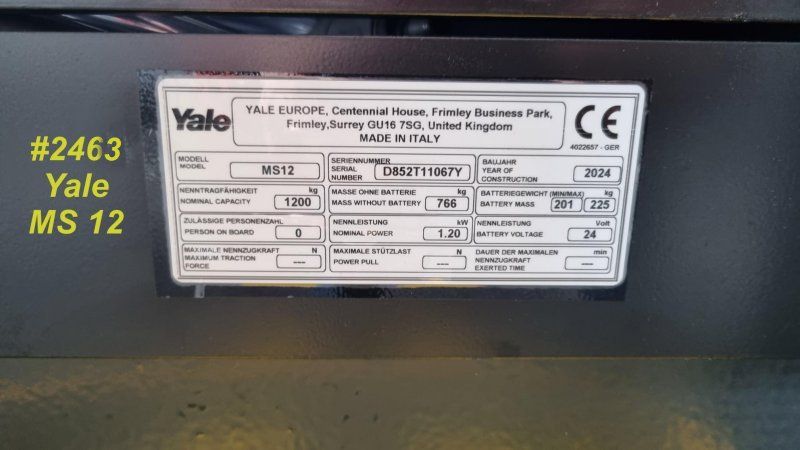 #2463
Yale
MS 12
Yale
YALE EUROPE, Centennial House, Frimley Business Park,
Frimley,Surrey GU16 7SG, United Kingdom
MADE IN ITALY
CE
4022657 - GER
MODELL
MODEL
MS12
SERIENNUMMER
SERIAL
NUMBER
D852T11067Y
BAUJAHR
YEAR OF
CONSTRUCTION
2024
NENNTRAGFÄHIGKEIT kg
NOMINAL CAPACITY 1200
MASSE OHNE BATTERIE kg
MASS WITHOUT BATTERY 766
BATTERIEGEWICHT (MIN/MAX) kg
BATTERY MASS 201 225
ZULÄSSIGE PERSONENZAHL
PERSON ON BOARD 0
NENNLEISTUNG kW
NOMINAL POWER 1.20
NENNLEISTUNG Volt
BATTERY VOLTAGE 24
MAXIMALE NENNZUGKRAFT N
MAXIMUM TRACTION
FORCE ---
MAXIMALE STÜTZLAST N
POWER PULL ---
DAUER DER MAXIMALEN min
NENNZUGKRAFT
EXERTED TIME ---